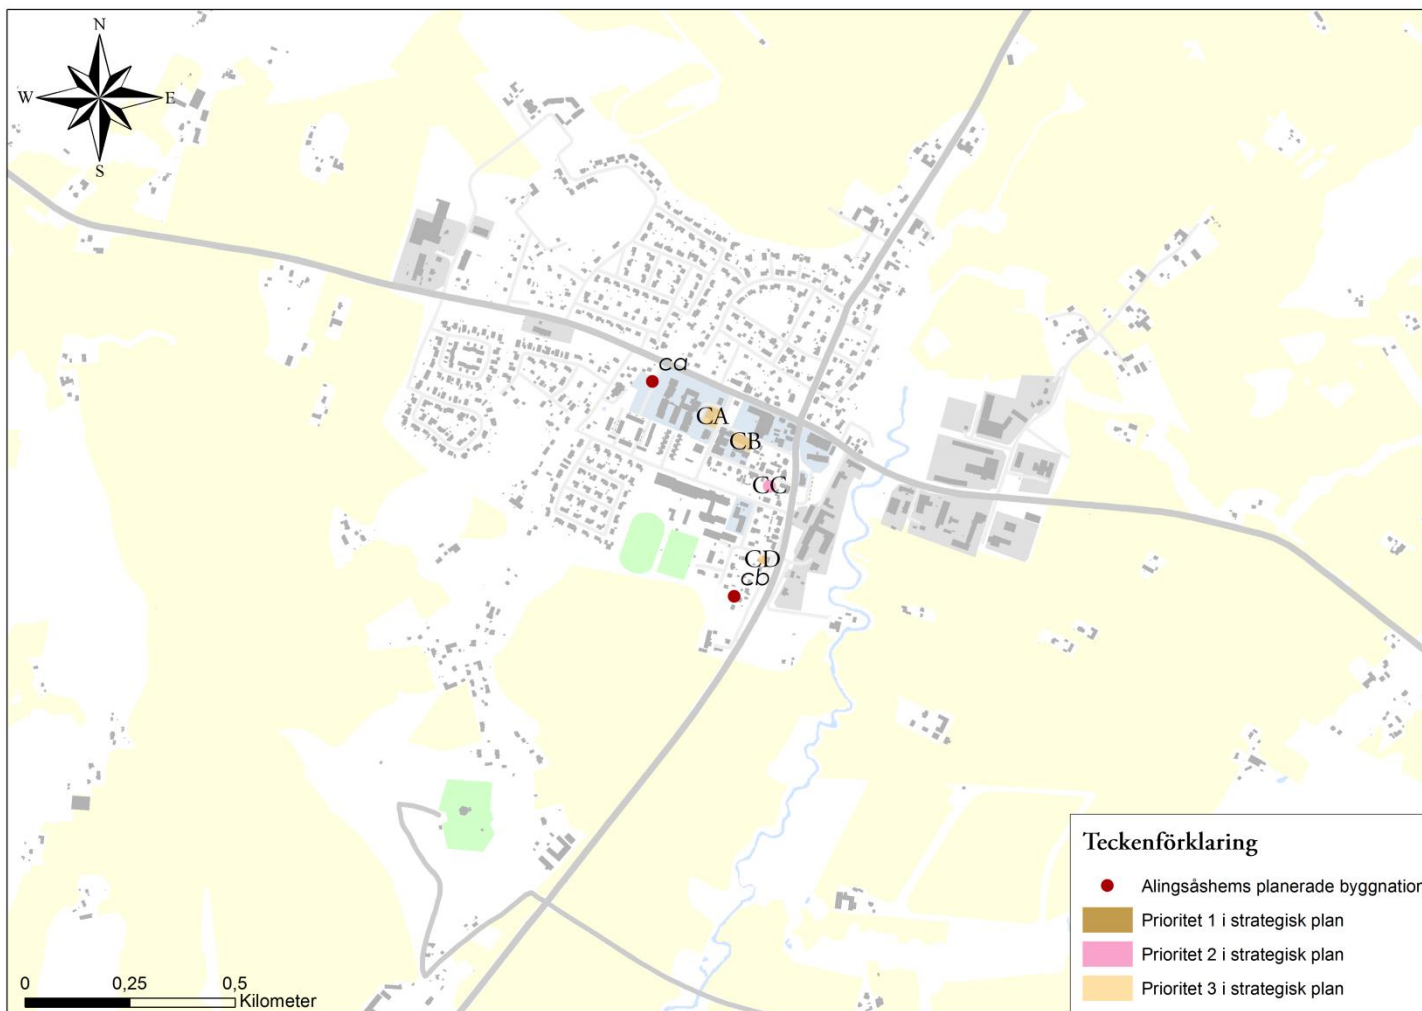 N
W E
S
ca
CA
CB
CC
CD
cb
Teckenförklaring
Alingsåshems planerade byggnation
Prioritet 1 i strategisk plan
Prioritet 2 i strategisk plan
Prioritet 3 i strategisk plan
0 0,25 0,5
Kilometer